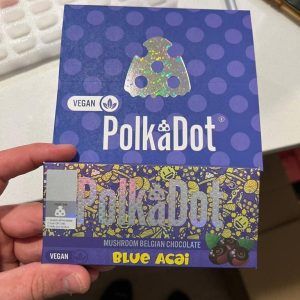 VEGAN
PolkaDot®
PolkaDot
MUSHROOM BELGIAN CHOCOLATE
VEGAN
BLUE ACAI